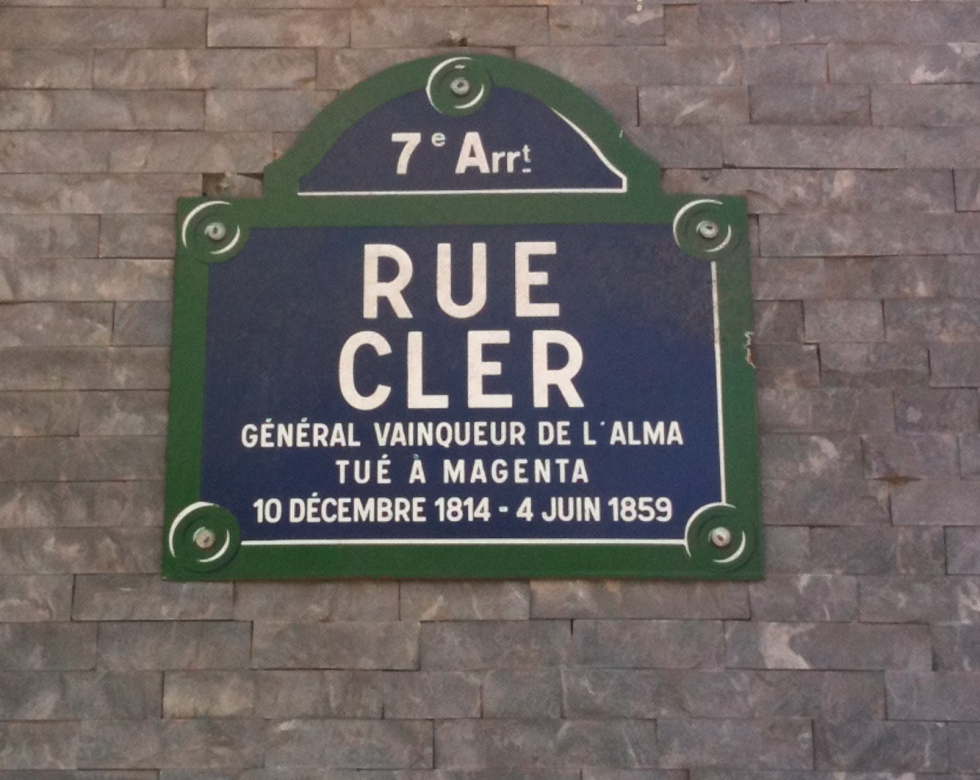 7e Arrt
RUE
CLER
GÉNÉRAL VAINQUEUR DE L'ALMA
TUÉ À MAGENTA
10 DÉCEMBRE 1814 - 4 JUIN 1859